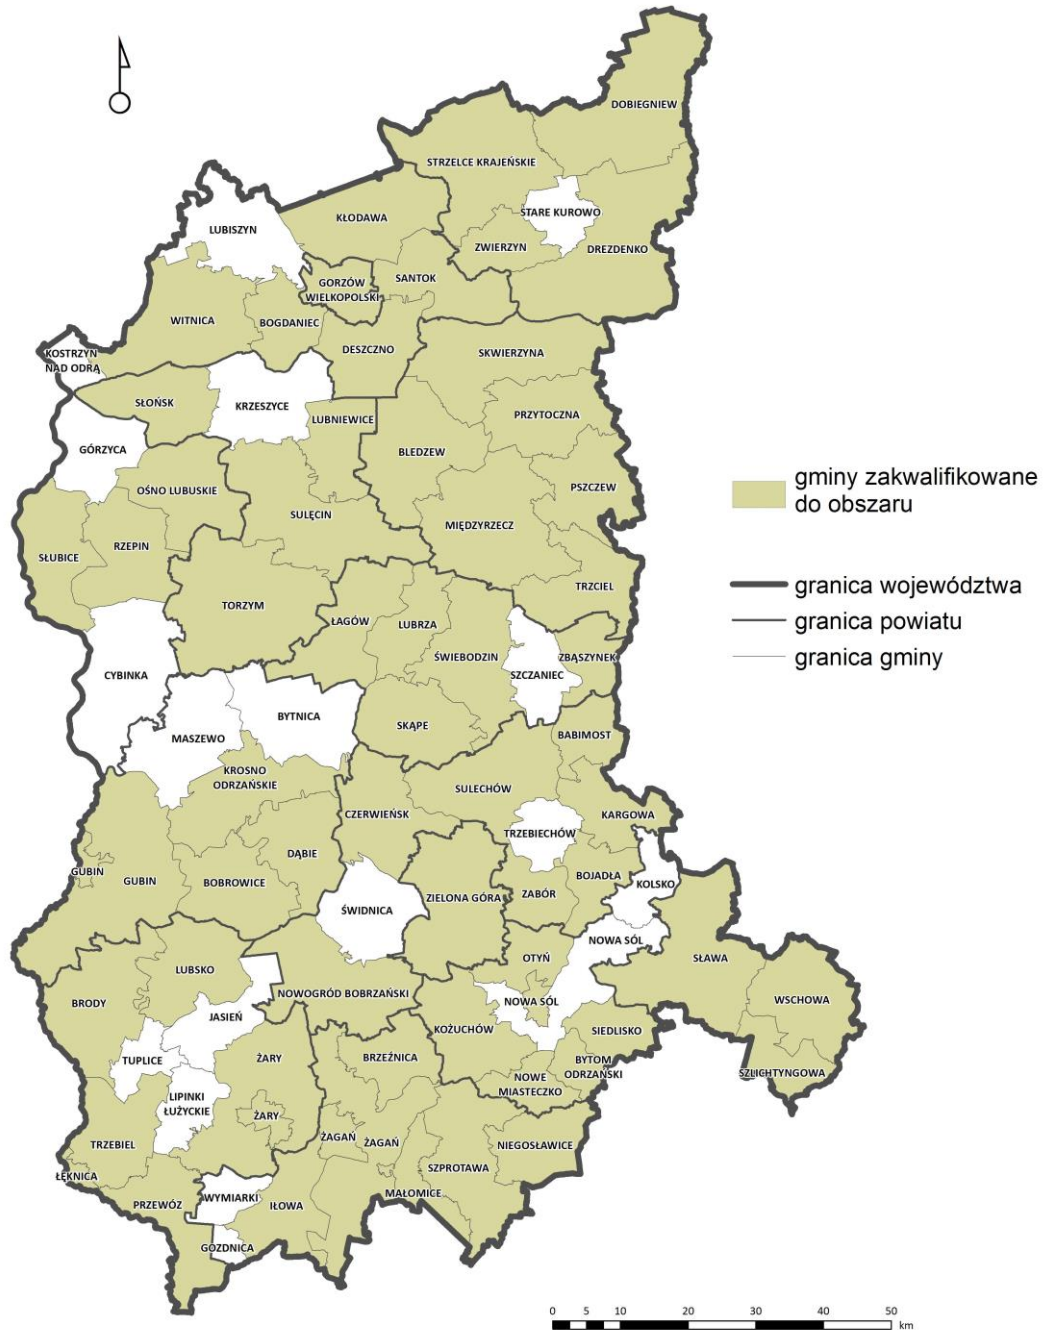 DOBIEGNIEW
STRZELCE KRAJEŃSKIE
STARE KUROWO
KŁODAWA
LUBISZYN
ZWIERZYN
DREZDENKO
SANTOK
GORZÓW
WIELKOPOLSKI
WITNICA
BOGDANIEC
DESZCZNO
KOSTRZYN
NAD ODRĄ
SKWIERZYNA
SŁOŃSK
KRZESZYCE
LUBNIEWICE
PRZYTOCZNA
GÓRZYCA
BLEDZEW
OŚNO LUBUSKIE
PSZCZEW
SULĘCIN
MIĘDZYRZECZ
SŁUBICE
RZEPIN
TRZCIEL
TORZYM
ŁAGÓW
LUBRZA
ŚWIEBODZIN
ZBĄSZYNEK
CYBINKA
SZCZANIEC
BYTNICA
SKĄPE
MASZEWO
BABIMOST
KROSNO
ODRZAŃSKIE
SULECHÓW
CZERWIEŃSK
KARGOWA
TRZEBIECHÓW
DĄBIE
GUBIN
GUBIN
BOBROWICE
BOJADŁA
KOLSKO
ZIELONA GÓRA
ZABÓR
ŚWIDNICA
NOWA SÓL
OTYŃ
SŁAWA
LUBSKO
BRODY
NOWOGRÓD BOBRZAŃSKI
WSCHOWA
JASIEŃ
NOWA SÓL
KOŻUCHÓW
SIEDLISKO
TUPLICE
ŻARY
BRZEŹNICA
BYTOM
ODRZAŃSKI
SZLICHTYNGOWA
NOWE
MIASTECZKO
LIPINKI
ŁUŻYCKIE
ŻARY
ŻAGAŃ
ŻAGAŃ
TRZEBIEL
NIEGOSŁAWICE
SZPROTAWA
ŁĘKNICA
MAŁOMICE
PRZEWÓZ
WYMIARKI
IŁOWA
GOZDNICA
gminy zakwalifikowane
do obszaru
granica województwa
granica powiatu
granica gminy
0 5 10 20 30 40 50
km